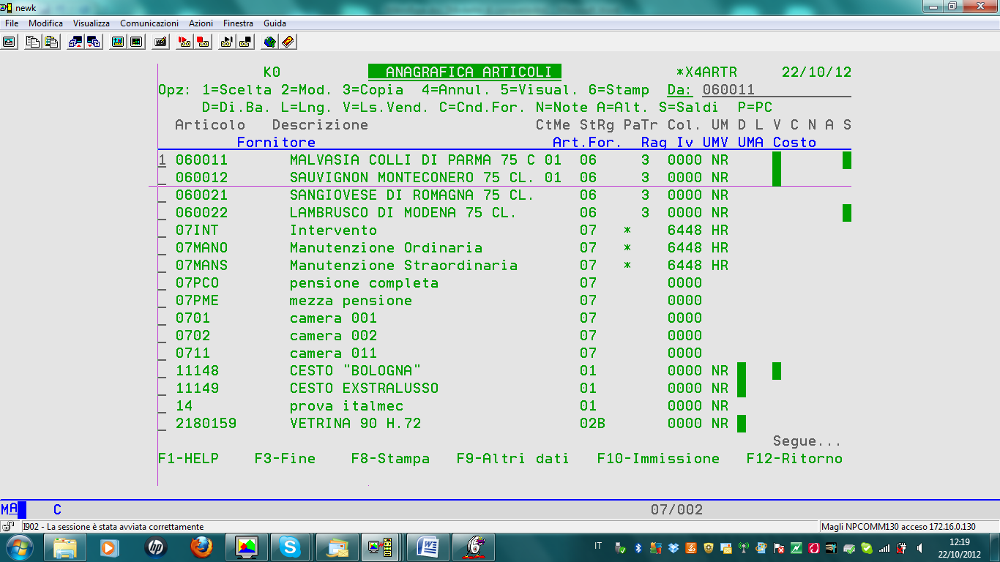 newk
File Modifica Visualizza Comunicazioni Azioni Finestra Guida
K0 ANAGRAFICA ARTICOLI *X4ARTR 22/10/12
Opz: 1=Scelta 2=Mod. 3=Copia 4=Annul. 5=Visual. 6=Stamp Da: 060011
D=Di.Ba. L=Lng. V=Ls.Vend. C=Cnd.For. N=Note A=Alt. S=Saldi P=PC
Articolo Descrizione CtMe StRg PaTr Col. UM D L V C N A S
Fornitore Art.For. Rag Iv UMV UMA Costo
1 060011 MALVASIA COLLI DI PARMA 75 C 01 06 3 0000 NR
060012 SAUVIGNON MONTECONERO 75 CL. 01 06 3 0000 NR
060021 SANGIOVESE DI ROMAGNA 75 CL. 06 3 0000 NR
060022 LAMBRUSCO DI MODENA 75 CL. 06 3 0000 NR
07INT Intervento 07 * 6448 HR
07MANO Manutenzione Ordinaria 07 * 6448 HR
07MANS Manutenzione Straordinaria 07 * 6448 HR
07PCO pensione completa 07 0000
07PME mezza pensione 07 0000
0701 camera 001 07 0000
0702 camera 002 07 0000
0711 camera 011 07 0000
11148 CESTO "BOLOGNA" 01 0000 NR
11149 CESTO EXSTRALUSSO 01 0000 NR
14 prova italmec 01 0000 NR
2180159 VETRINA 90 H.72 02B 0000 NR
Segue...
F1-HELP F3-Fine F8-Stampa F9-Altri dati F10-Immissione F12-Ritorno
MA C 07/002
I902 - La sessione è stata avviata correttamente Magli NPCOMM130 acceso 172.16.0.130
IT 12:19
22/10/2012